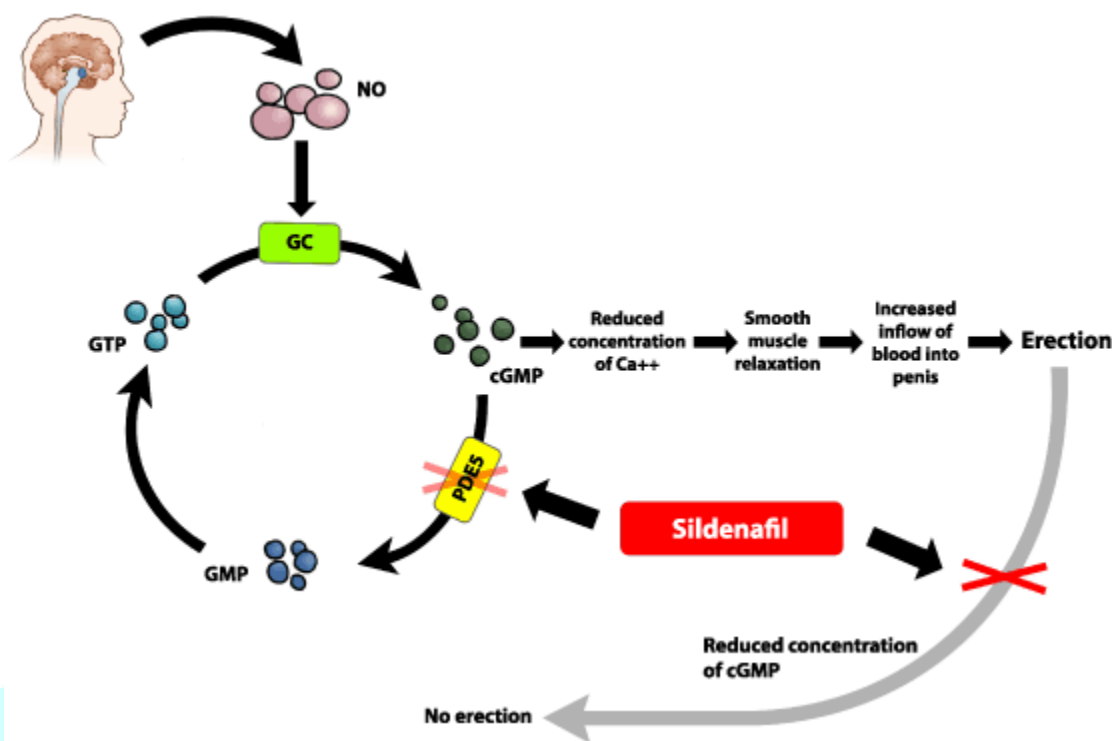 NO
GC
GTP
cGMP
Reduced
concentration
of Ca++
Smooth
muscle
relaxation
Increased
inflow of
blood into
penis
Erection
PDE5
Sildenafil
GMP
Reduced concentration
of cGMP
No erection